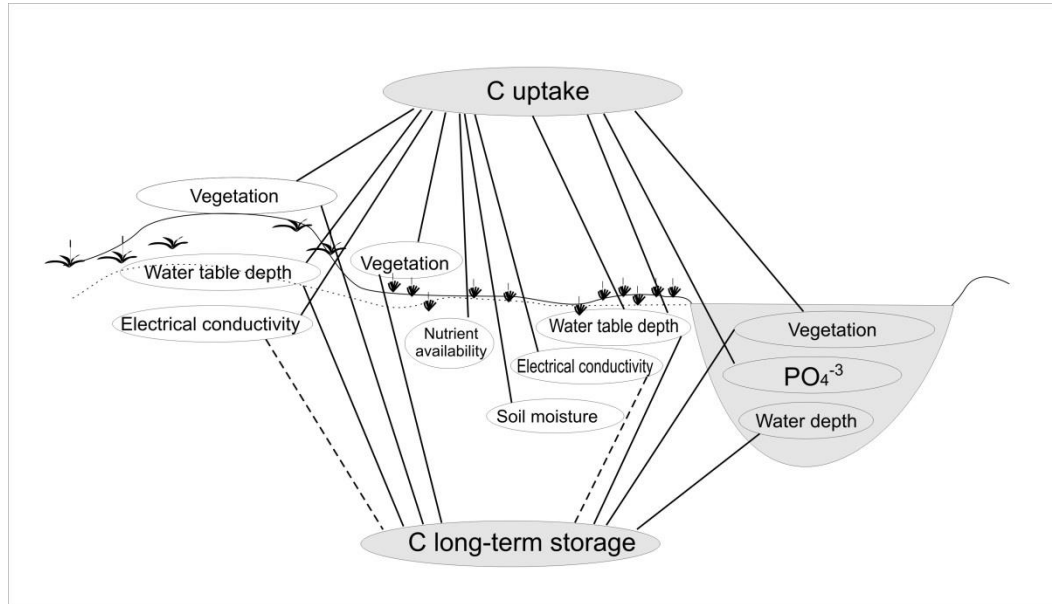 C uptake
Vegetation
Water table depth
Electrical conductivity
Vegetation
Nutrient
availability
Water table depth
Electrical conductivity
Soil moisture
Vegetation
PO₄⁻³
Water depth
C long-term storage